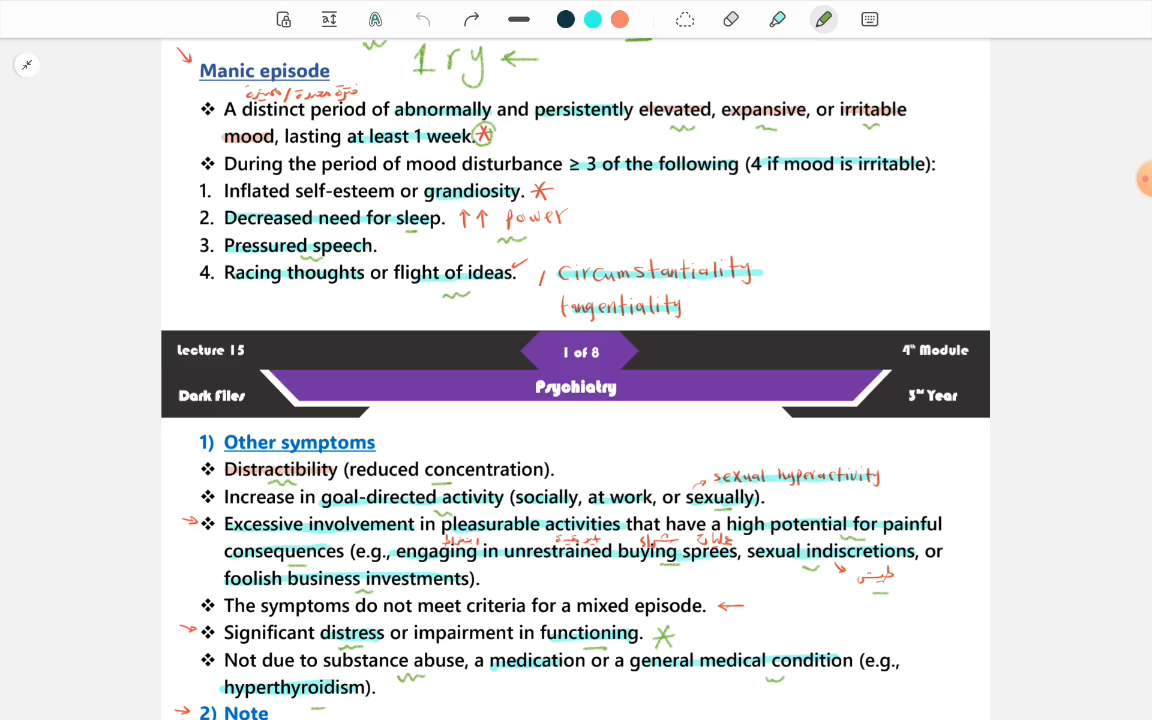 1ry ←
Manic episode
❖ A distinct period of abnormally and persistently elevated, expansive, or irritable
mood, lasting at least 1 week.*
❖ During the period of mood disturbance ≥ 3 of the following (4 if mood is irritable):
1. Inflated self-esteem or grandiosity. *
2. Decreased need for sleep. ↑↑ power
3. Pressured speech.
4. Racing thoughts or flight of ideas. , circumstantiality
tangentiality
Lecture 15
1 of 8
4th Module
Dark Files
Psychiatry
3rd Year
1) Other symptoms
❖ Distractibility (reduced concentration).
sexual hyperactivity
❖ Increase in goal-directed activity (socially, at work, or sexually).
❖ Excessive involvement in pleasurable activities that have a high potential for painful
consequences (e.g., engaging in unrestrained buying sprees, sexual indiscretions, or
طيش
foolish business investments).
❖ The symptoms do not meet criteria for a mixed episode. ←
❖ Significant distress or impairment in functioning. *
❖ Not due to substance abuse, a medication or a general medical condition (e.g.,
hyperthyroidism).
2) Note